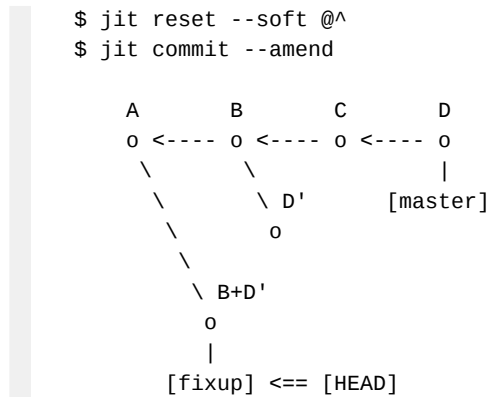 $ jit reset --soft @^
$ jit commit --amend
A B C D
o <---- o <---- o <---- o
\ \ |
\ \ D' [master]
\ o
\
\ B+D'
o
|
[fixup] <== [HEAD]